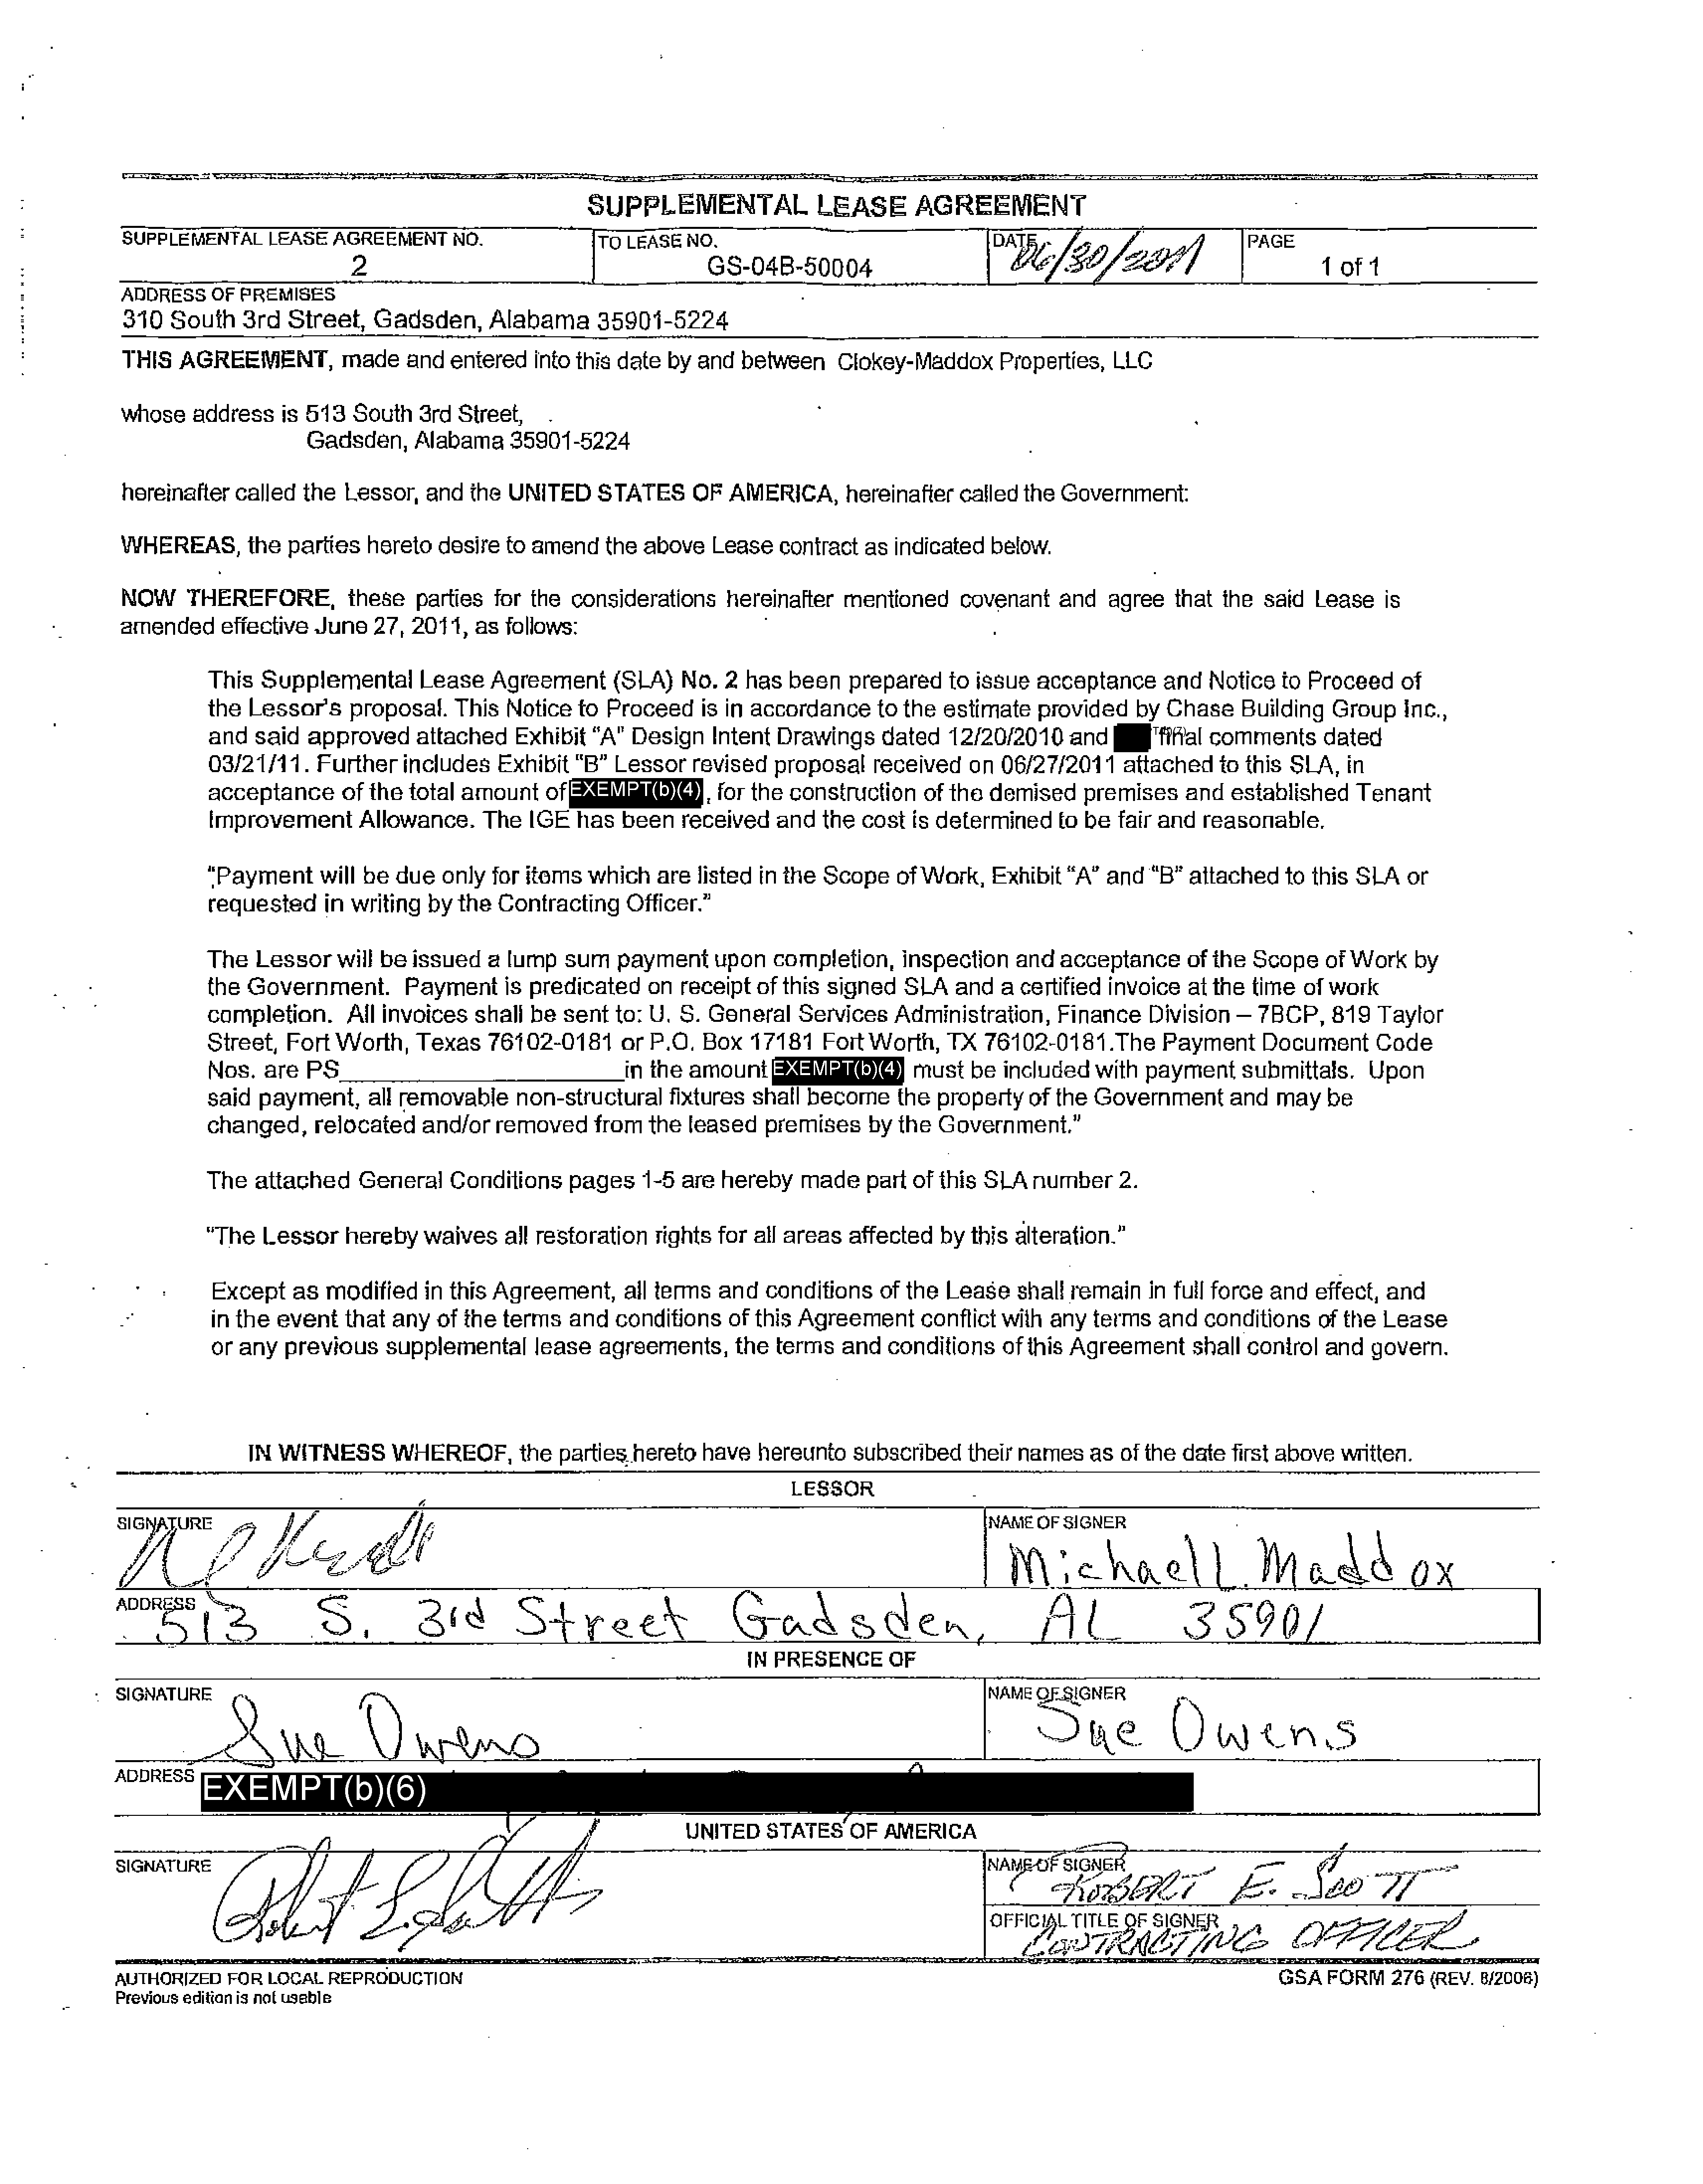 SUPPLEMENTAL LEASE AGREEMENT
SUPPLEMENTAL LEASE AGREEMENT NO.
2
TO LEASE NO.
GS-04B-50004
DATE
06/30/2011
PAGE
1 of 1
ADDRESS OF PREMISES
310 South 3rd Street, Gadsden, Alabama 35901-5224
THIS AGREEMENT, made and entered into this date by and between Clokey-Maddox Properties, LLC
whose address is 513 South 3rd Street,
Gadsden, Alabama 35901-5224
hereinafter called the Lessor, and the UNITED STATES OF AMERICA, hereinafter called the Government:
WHEREAS, the parties hereto desire to amend the above Lease contract as indicated below.
NOW THEREFORE, these parties for the considerations hereinafter mentioned covenant and agree that the said Lease is
amended effective June 27, 2011, as follows:
This Supplemental Lease Agreement (SLA) No. 2 has been prepared to issue acceptance and Notice to Proceed of
the Lessor's proposal. This Notice to Proceed is in accordance to the estimate provided by Chase Building Group Inc.,
and said approved attached Exhibit "A" Design Intent Drawings dated 12/20/2010 and final comments dated
03/21/11. Further includes Exhibit "B" Lessor revised proposal received on 06/27/2011 attached to this SLA, in
acceptance of the total amount of EXEMPT(b)(4), for the construction of the demised premises and established Tenant
Improvement Allowance. The IGE has been received and the cost is determined to be fair and reasonable.
"Payment will be due only for items which are listed in the Scope of Work, Exhibit "A" and "B" attached to this SLA or
requested in writing by the Contracting Officer."
The Lessor will be issued a lump sum payment upon completion, inspection and acceptance of the Scope of Work by
the Government. Payment is predicated on receipt of this signed SLA and a certified invoice at the time of work
completion. All invoices shall be sent to: U. S. General Services Administration, Finance Division – 7BCP, 819 Taylor
Street, Fort Worth, Texas 76102-0181 or P.O. Box 17181 Fort Worth, TX 76102-0181.The Payment Document Code
Nos. are PS____________________in the amount EXEMPT(b)(4) must be included with payment submittals. Upon
said payment, all removable non-structural fixtures shall become the property of the Government and may be
changed, relocated and/or removed from the leased premises by the Government."
The attached General Conditions pages 1-5 are hereby made part of this SLA number 2.
"The Lessor hereby waives all restoration rights for all areas affected by this alteration."
Except as modified in this Agreement, all terms and conditions of the Lease shall remain in full force and effect, and
in the event that any of the terms and conditions of this Agreement conflict with any terms and conditions of the Lease
or any previous supplemental lease agreements, the terms and conditions of this Agreement shall control and govern.
IN WITNESS WHEREOF, the parties hereto have hereunto subscribed their names as of the date first above written.
LESSOR
SIGNATURE
NAME OF SIGNER
Michael L. Maddox
ADDRESS
513 S. 3rd Street Gadsden, AL 35901
IN PRESENCE OF
SIGNATURE
Sue Owens
NAME OF SIGNER
Sue Owens
ADDRESS
EXEMPT(b)(6)
UNITED STATES OF AMERICA
SIGNATURE
NAME OF SIGNER
ROBERT E. SCOTT
OFFICIAL TITLE OF SIGNER
CONTRACTING OFFICER
AUTHORIZED FOR LOCAL REPRODUCTION
Previous edition is not usable
GSA FORM 276 (REV. 8/2006)